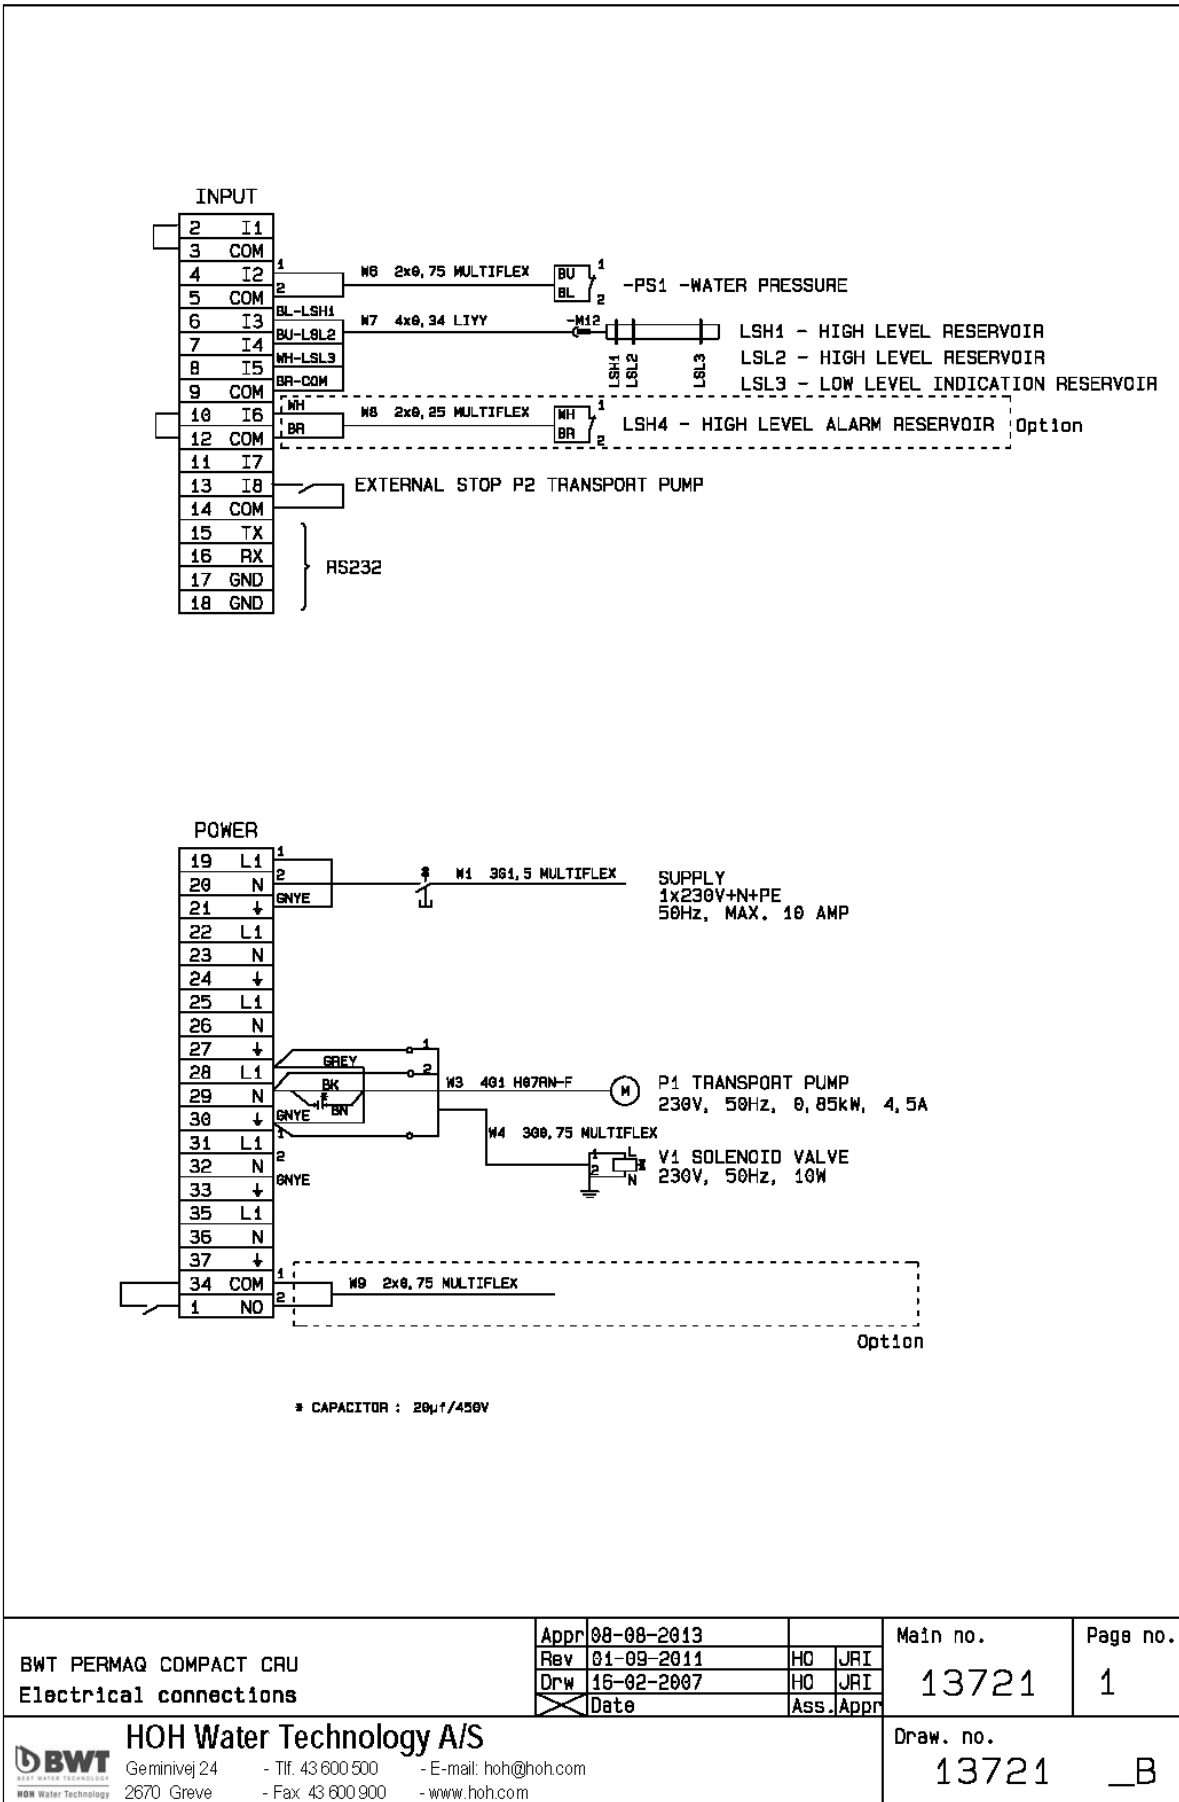 INPUT
2 I1
3 COM
4 I2 1
5 COM 2
W6 2x0,75 MULTIFLEX
BU 1
BL 2
-PS1 -WATER PRESSURE
6 I3 BL-LSH1
7 I4 BU-LSL2
8 I5 WH-LSL3
9 COM BR-COM
W7 4x0,34 LIYY
-M12
LSH1
LSL2
LSL3
LSH1 - HIGH LEVEL RESERVOIR
LSL2 - HIGH LEVEL RESERVOIR
LSL3 - LOW LEVEL INDICATION RESERVOIR
10 I6 WH
12 COM BR
W8 2x0,25 MULTIFLEX
WH 1
BR 2
LSH4 - HIGH LEVEL ALARM RESERVOIR
Option
11 I7
13 I8
14 COM
EXTERNAL STOP P2 TRANSPORT PUMP
15 TX
16 RX
17 GND
18 GND
RS232
POWER
19 L1 1
20 N 2
21 GNYE
* W1 3G1,5 MULTIFLEX
SUPPLY
1x230V+N+PE
50Hz, MAX. 10 AMP
22 L1
23 N
24
25 L1
26 N
27
28 L1
29 N
30 GNYE
GREY
BK
*
BN
1
2
W3 4G1 H07RN-F
M
P1 TRANSPORT PUMP
230V, 50Hz, 0,85kW, 4,5A
31 L1 1
32 N 2
33 GNYE
W4 3G0,75 MULTIFLEX
1 L
2 N
*
V1 SOLENOID VALVE
230V, 50Hz, 10W
35 L1
36 N
37
34 COM 1
1 NO 2
W9 2x0,75 MULTIFLEX
Option
* CAPACITOR : 20µf/450V
BWT PERMAQ COMPACT CRU
Electrical connections
Appr 08-08-2013
Rev 01-09-2011 HO JRI
Drw 16-02-2007 HO JRI
Date Ass. Appr
Main no.
13721
Page no.
1
BWT
BEST WATER TECHNOLOGY
HOH Water Technology
HOH Water Technology A/S
Geminivej 24 - Tlf. 43 600 500 - E-mail: hoh@hoh.com
2670 Greve - Fax 43 600 900 - www.hoh.com
Draw. no.
13721 _B